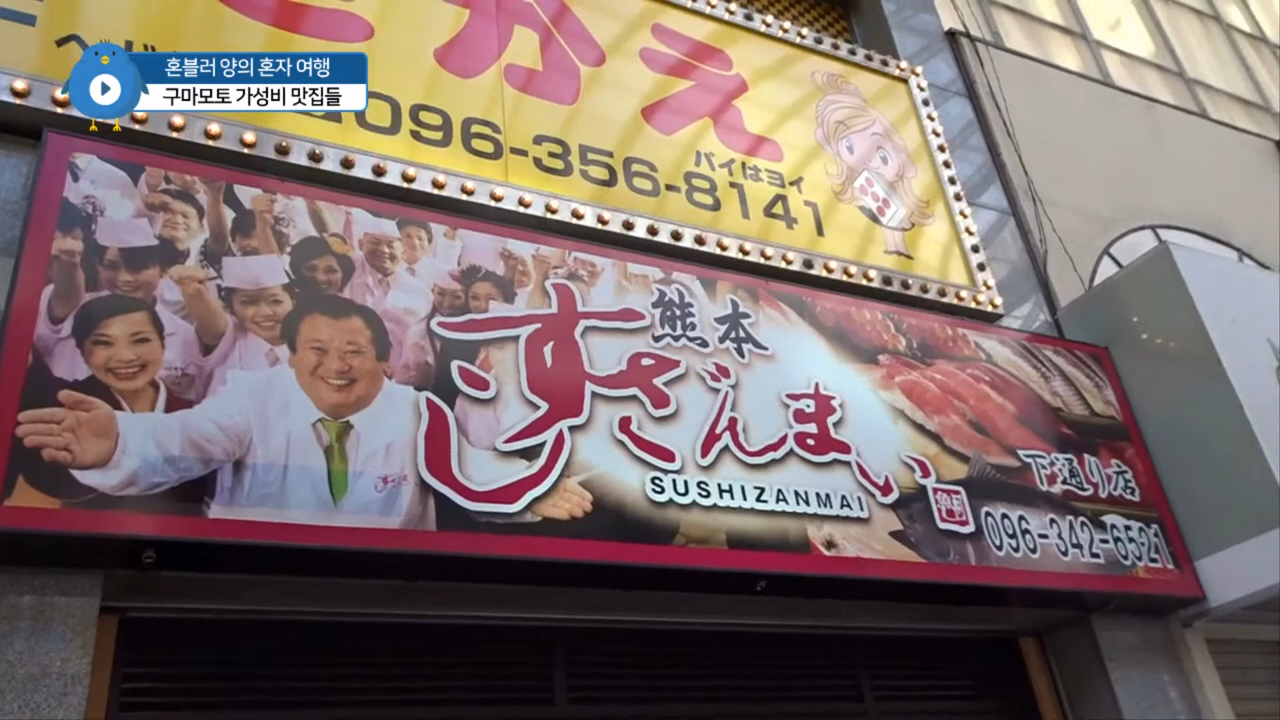 혼블러 양의 혼자 여행
구마모토 가성비 맛집들
かえ
096-356-8141
パイはヨイ
熊本
すしざんまい
SUSHIZANMAI
下通り店
096-342-6521